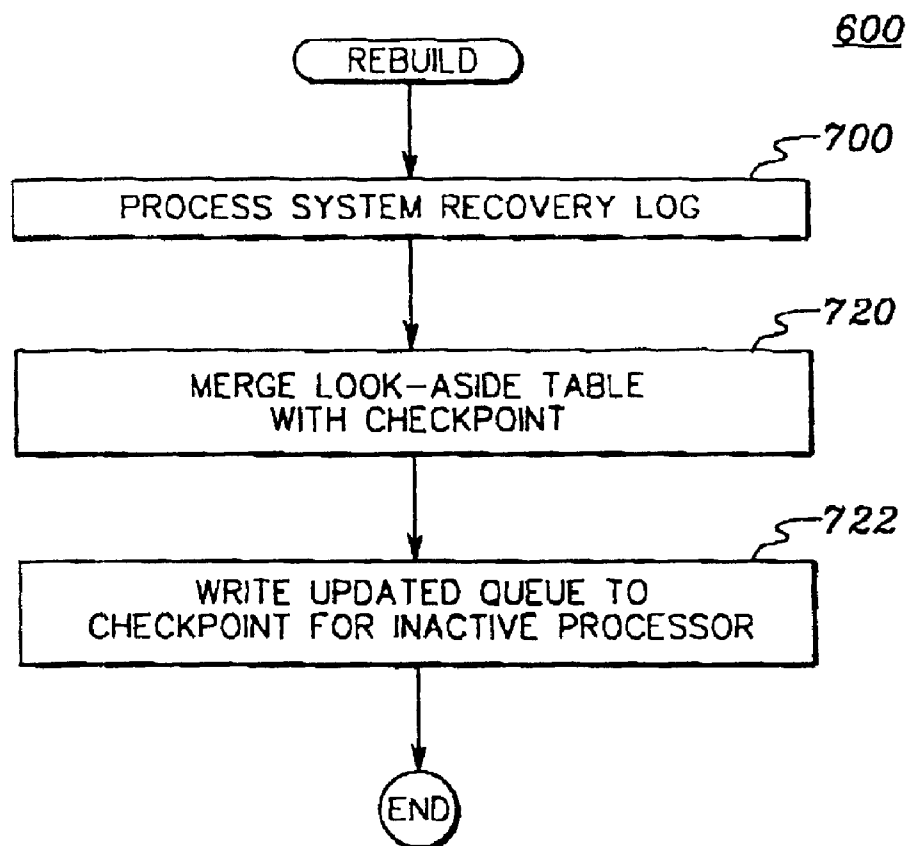 600
REBUILD
700
PROCESS SYSTEM RECOVERY LOG
720
MERGE LOOK-ASIDE TABLE
WITH CHECKPOINT
722
WRITE UPDATED QUEUE TO
CHECKPOINT FOR INACTIVE PROCESSOR
END